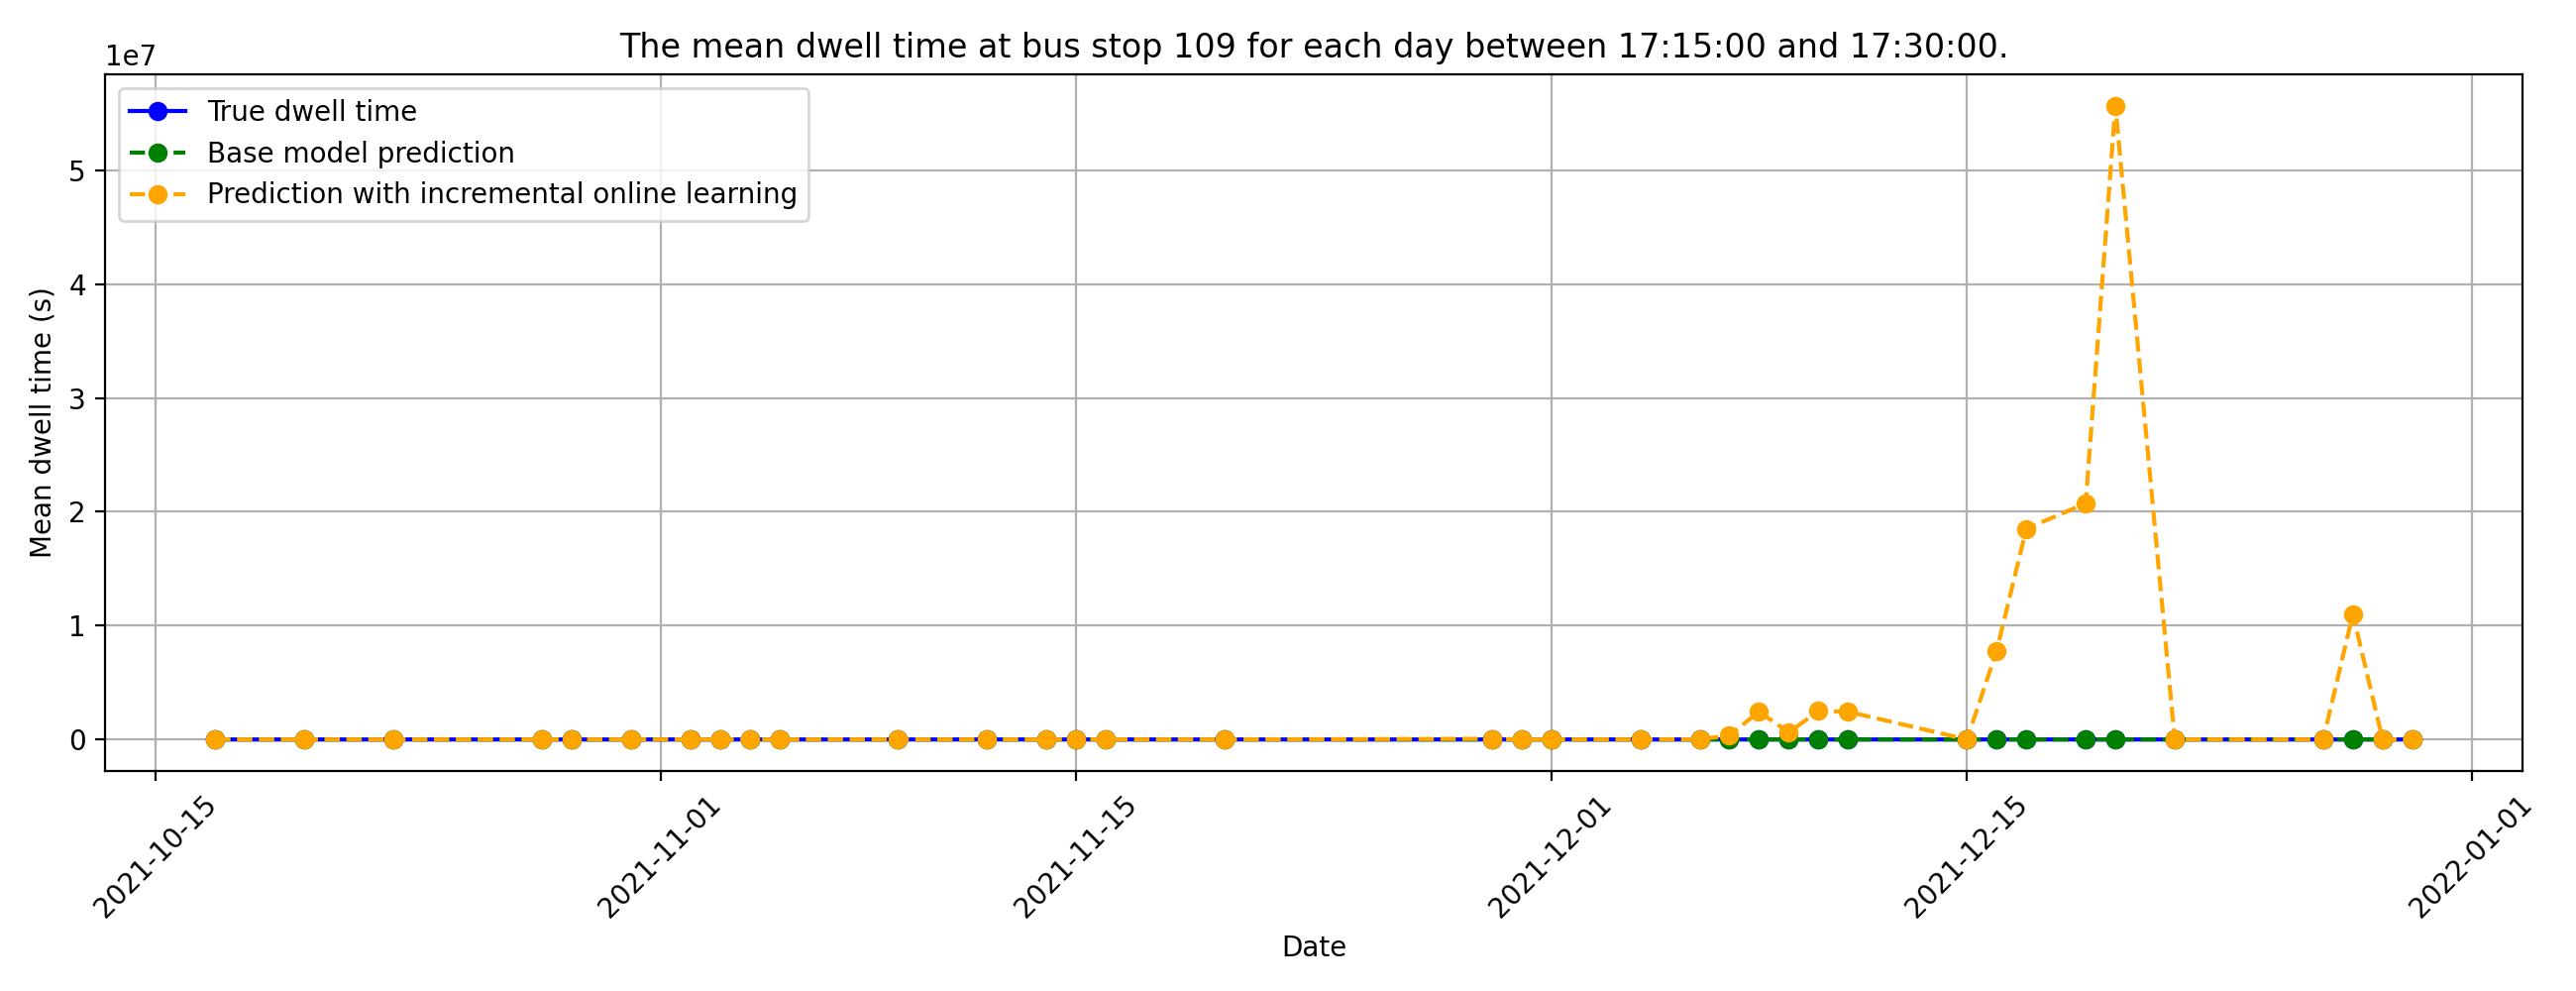 The mean dwell time at bus stop 109 for each day between 17:15:00 and 17:30:00.
1e7
True dwell time
Base model prediction
Prediction with incremental online learning
5
4
3
2
1
0
Mean dwell time (s)
2021-10-15
2021-11-01
2021-11-15
2021-12-01
2021-12-15
2022-01-01
Date